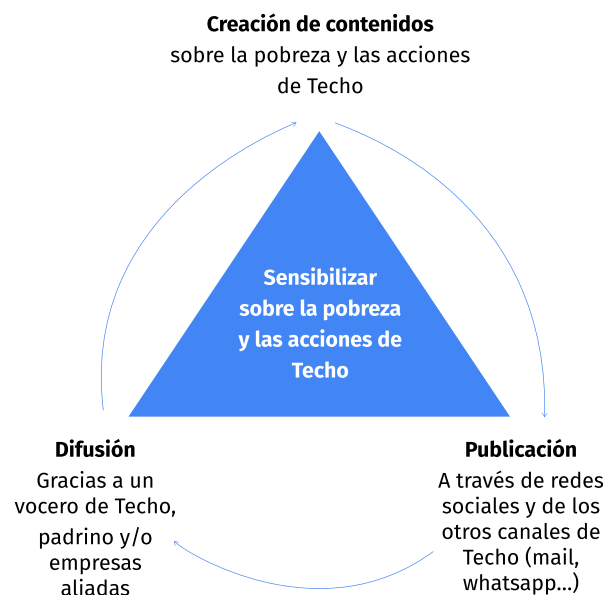 Creación de contenidos
sobre la pobreza y las acciones
de Techo
Sensibilizar
sobre la pobreza
y las acciones de
Techo
Difusión
Gracias a un
vocero de Techo,
padrino y/o
empresas
aliadas
Publicación
A través de redes
sociales y de los
otros canales de
Techo (mail,
whatsapp...)